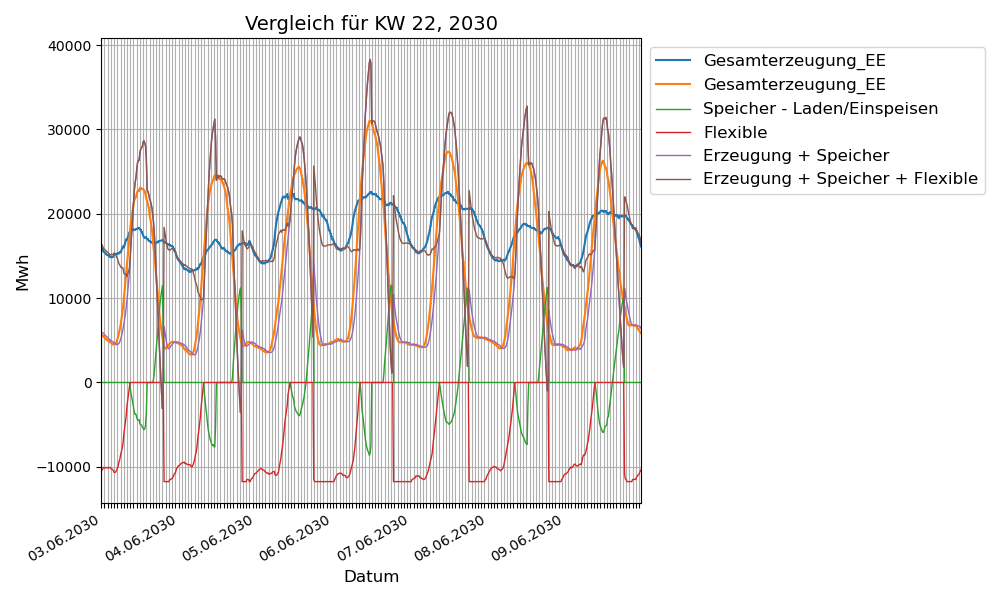 Vergleich für KW 22, 2030
40000
30000
20000
10000
0
−10000
Mwh
03.06.2030
04.06.2030
05.06.2030
06.06.2030
07.06.2030
08.06.2030
09.06.2030
Datum
Gesamterzeugung_EE
Gesamterzeugung_EE
Speicher - Laden/Einspeisen
Flexible
Erzeugung + Speicher
Erzeugung + Speicher + Flexible